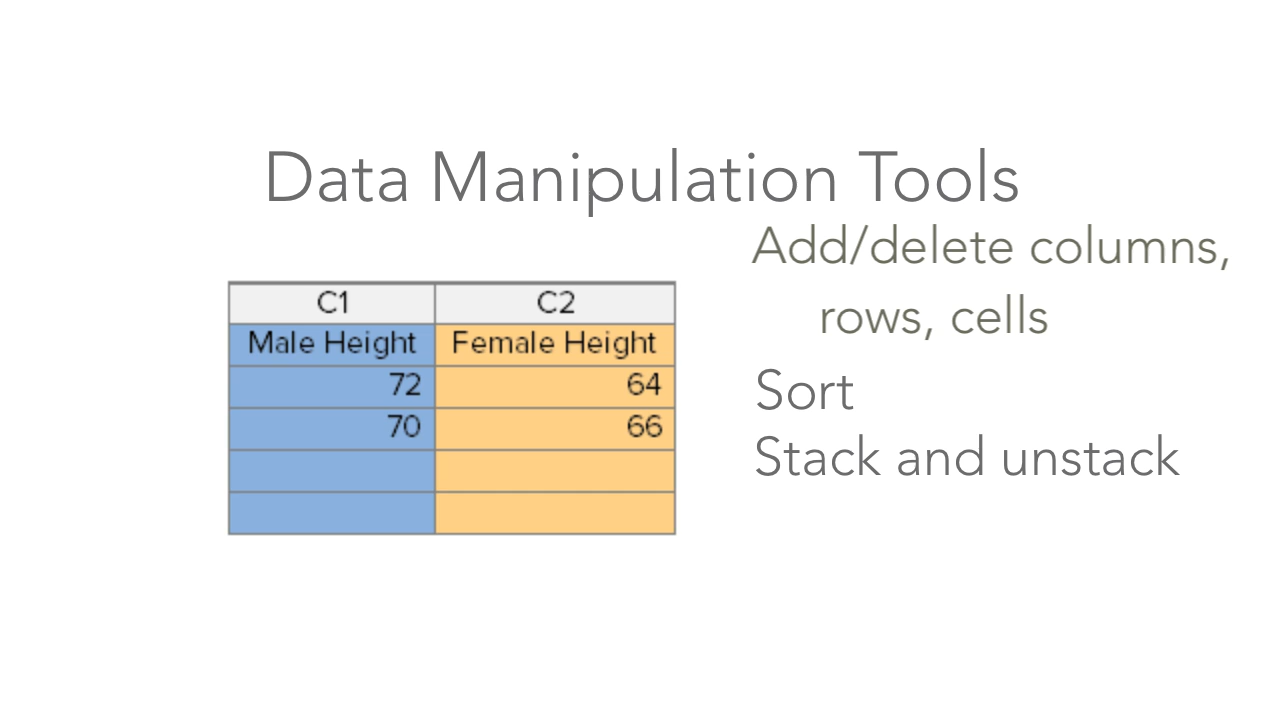 Data Manipulation Tools
Add/delete columns,
rows, cells
Sort
Stack and unstack
C1 C2
Male Height Female Height
72 64
70 66